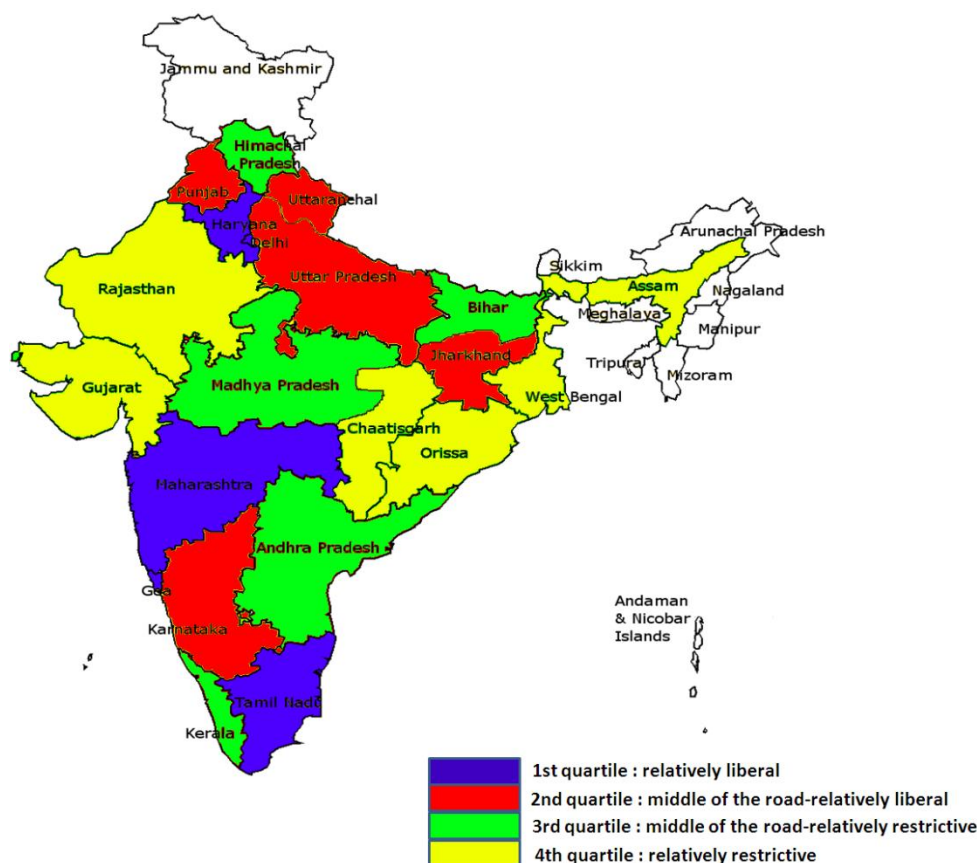 Jammu and Kashmir
Himachal
Pradesh
Punjab
Uttaranchal
Haryana
Delhi
Arunachal Pradesh
Sikkim
Uttar Pradesh
Rajasthan
Assam
Nagaland
Bihar
Meghalaya
Manipur
Jharkhand
Tripura
Mizoram
Gujarat
Madhya Pradesh
West Bengal
Chaatisgarh
Orissa
Maharashtra
Andhra Pradesh
Goa
Karnataka
Andaman
& Nicobar
Islands
Tamil Nadu
Kerala
1st quartile : relatively liberal
2nd quartile : middle of the road-relatively liberal
3rd quartile : middle of the road-relatively restrictive
4th quartile : relatively restrictive